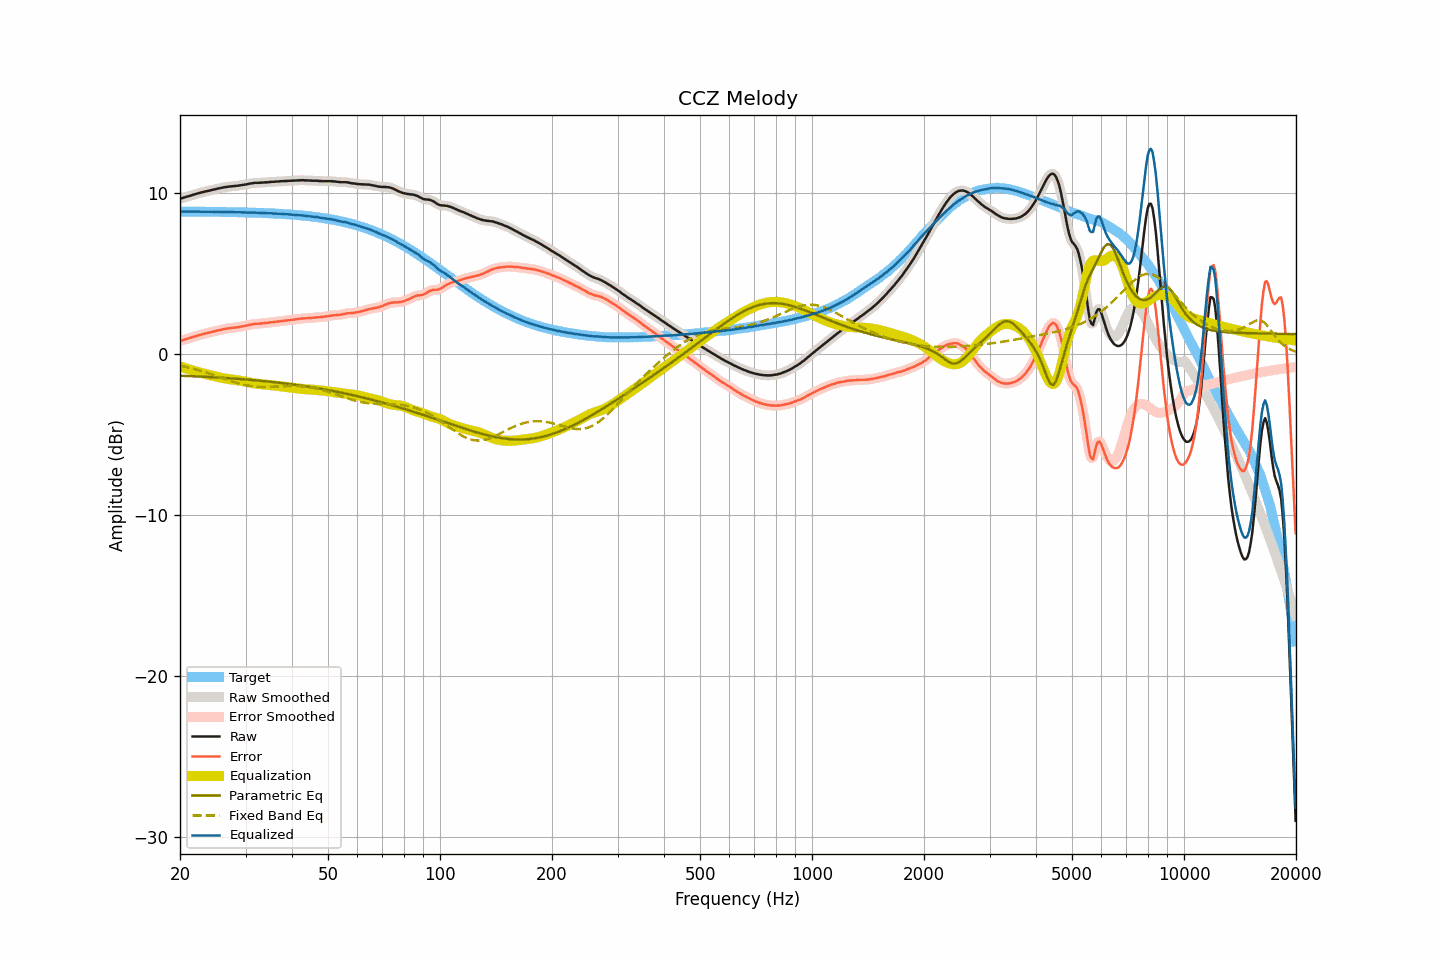 CCZ Melody
Amplitude (dBr)
10
0
−10
−20
−30
Target
Raw Smoothed
Error Smoothed
Raw
Error
Equalization
Parametric Eq
Fixed Band Eq
Equalized
20 50 100 200 500 1000 2000 5000 10000 20000
Frequency (Hz)